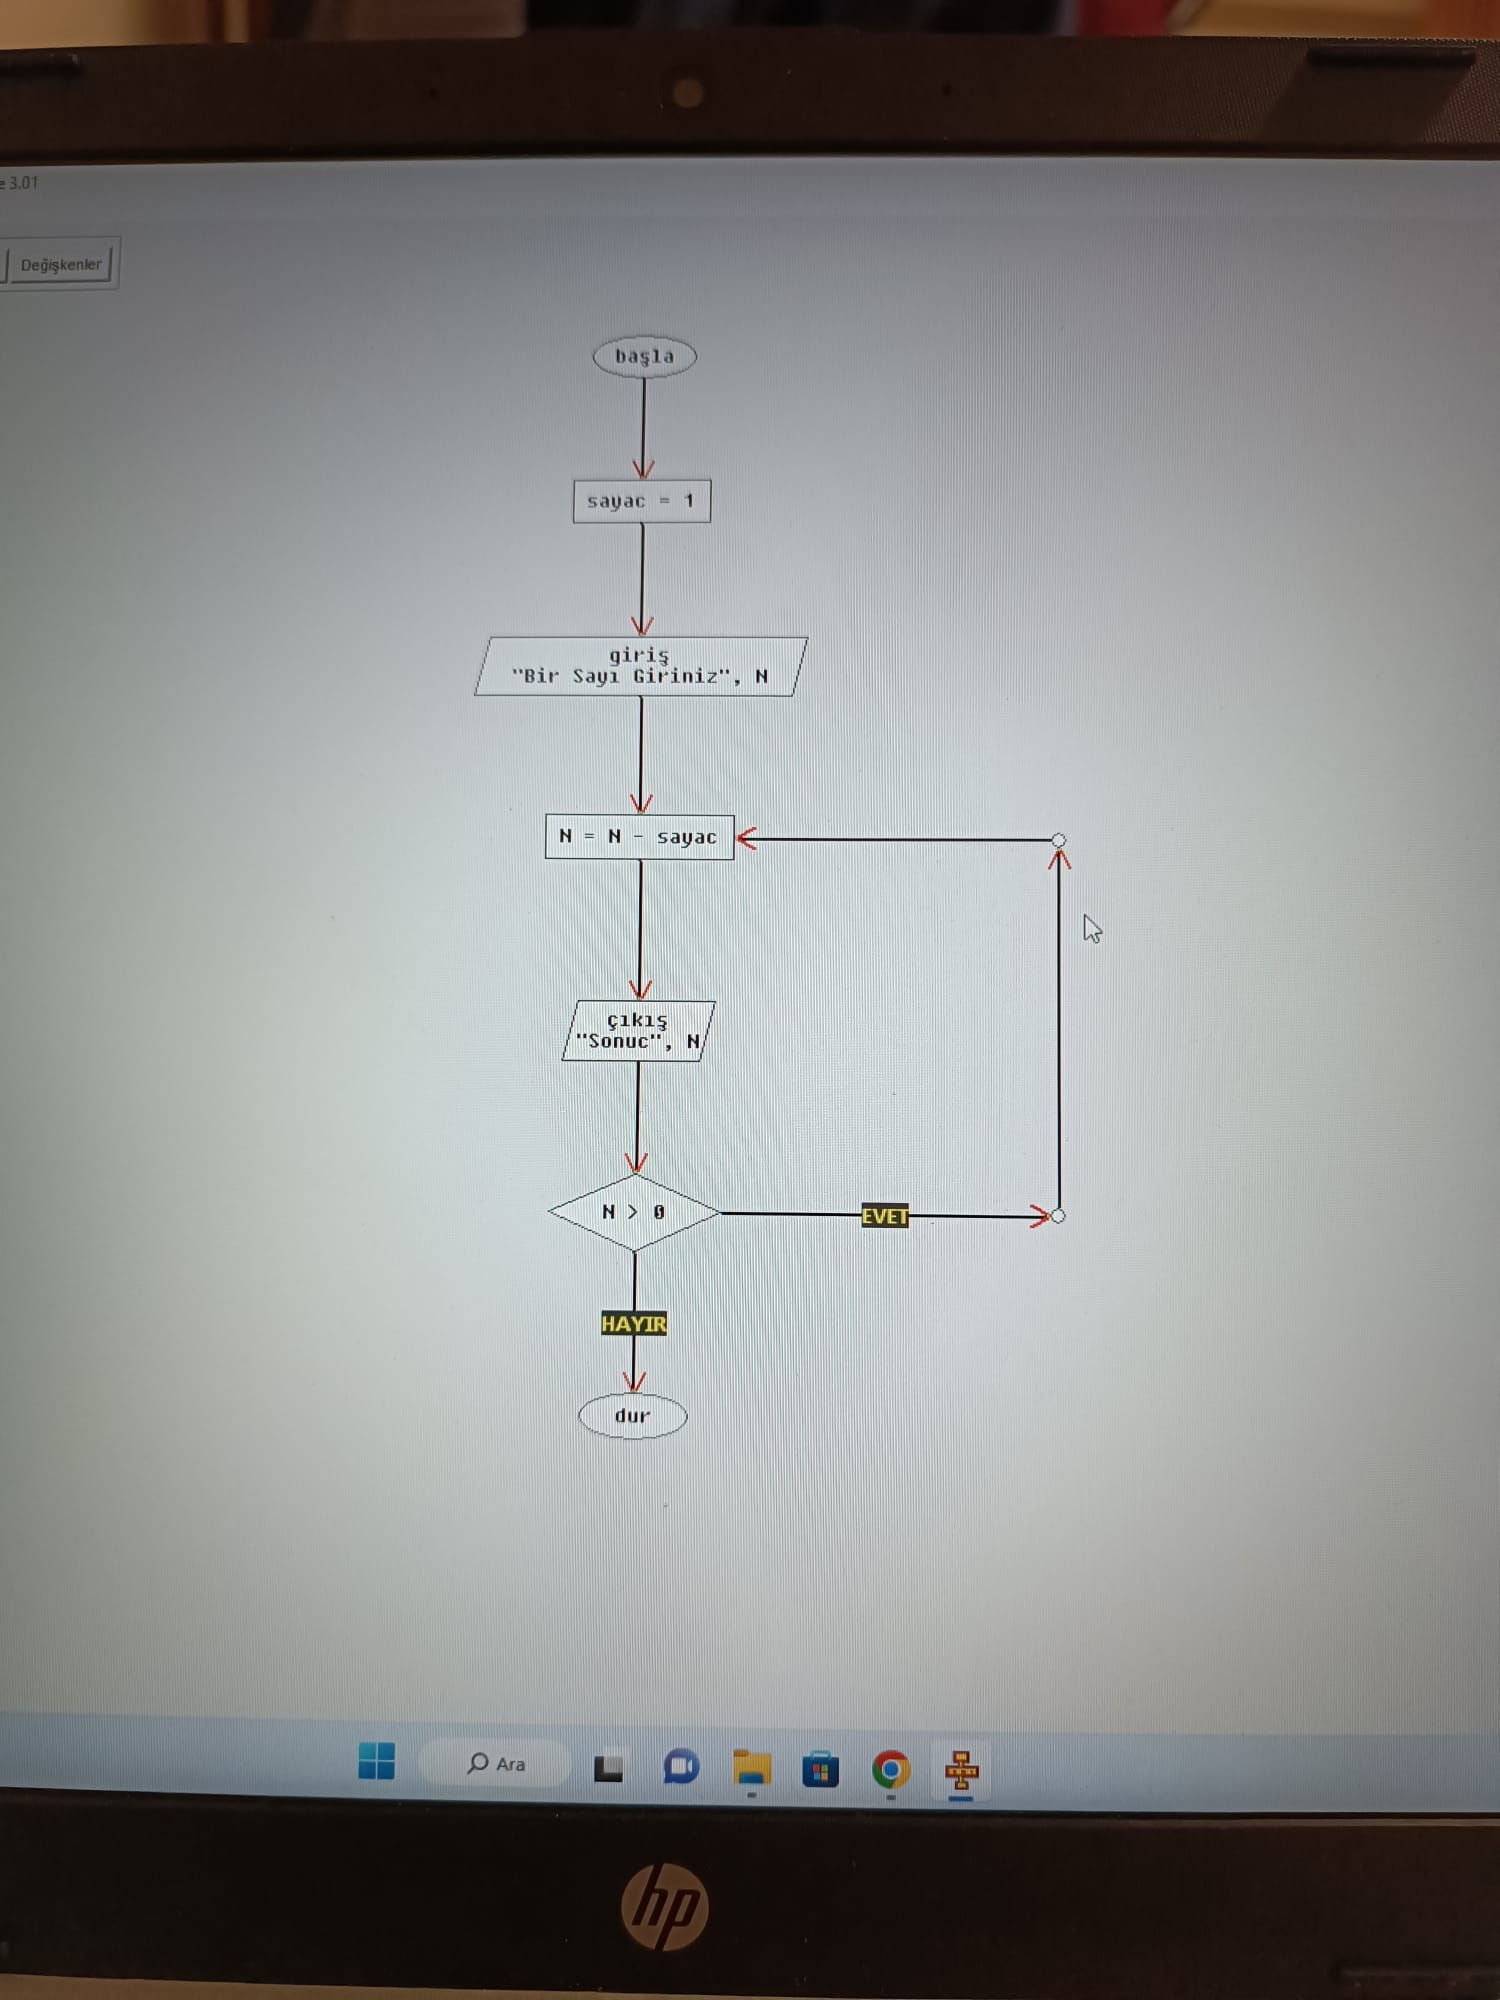 e 3.01
Değişkenler
başla
sayac = 1
giriş
"Bir Sayı Giriniz", N
N = N - sayac
çıkış
"Sonuc", N
N > 0
EVET
HAYIR
dur
Ara
hp